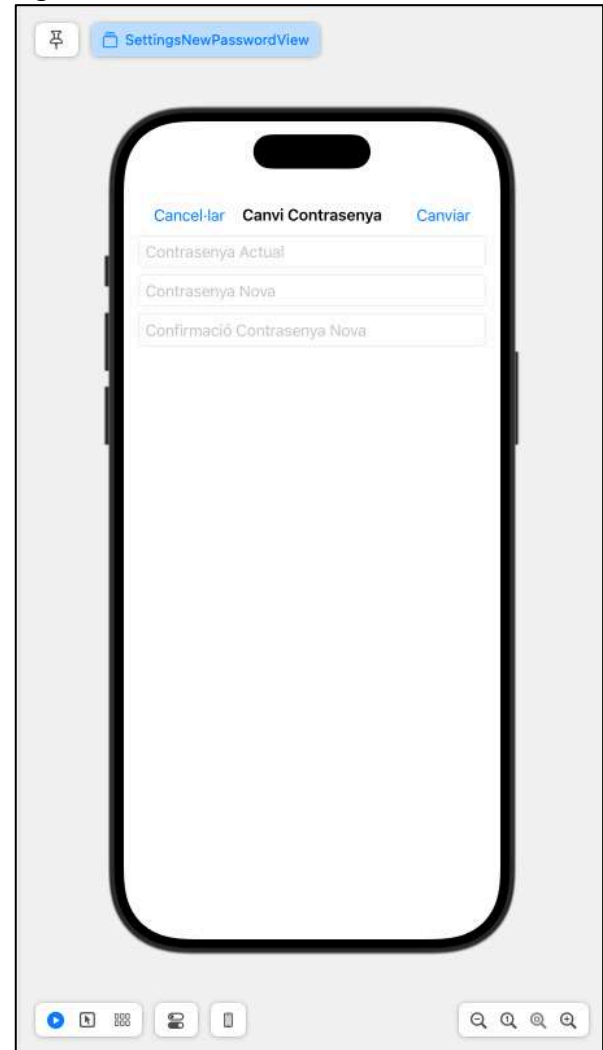 SettingsNewPasswordView
Cancel·lar Canvi Contrasenya Canviar
Contrasenya Actual
Contrasenya Nova
Confirmació Contrasenya Nova